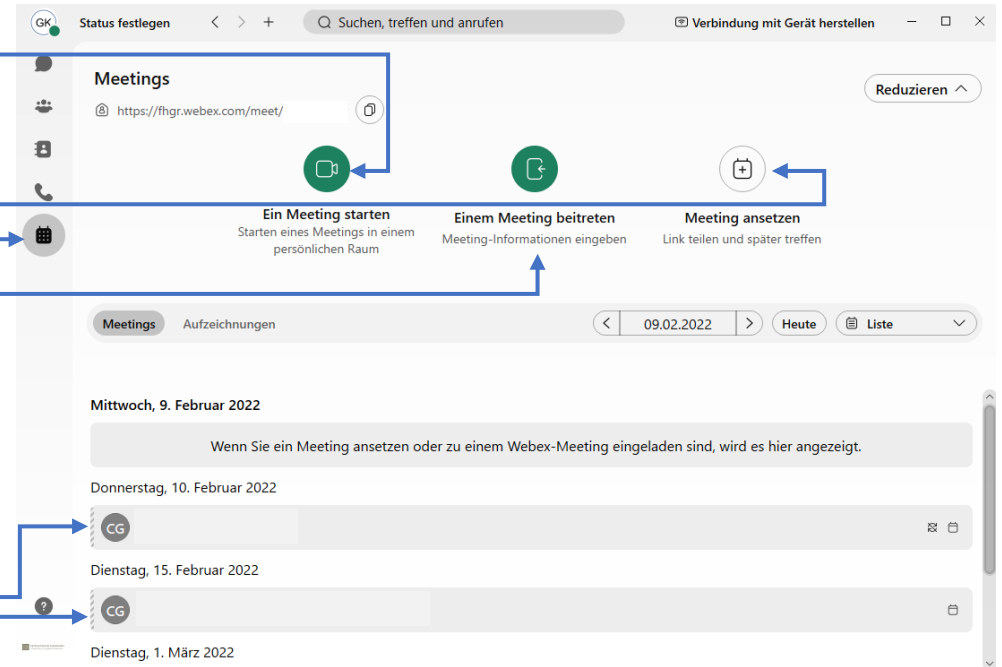 GK Status festlegen Suchen, treffen und anrufen Verbindung mit Gerät herstellen
Meetings
Reduzieren
https://fhgr.webex.com/meet/
Ein Meeting starten
Starten eines Meetings in einem
persönlichen Raum
Einem Meeting beitreten
Meeting-Informationen eingeben
Meeting ansetzen
Link teilen und später treffen
Meetings Aufzeichnungen 09.02.2022 Heute Liste
Mittwoch, 9. Februar 2022
Wenn Sie ein Meeting ansetzen oder zu einem Webex-Meeting eingeladen sind, wird es hier angezeigt.
Donnerstag, 10. Februar 2022
CG
Dienstag, 15. Februar 2022
CG
?
Dienstag, 1. März 2022